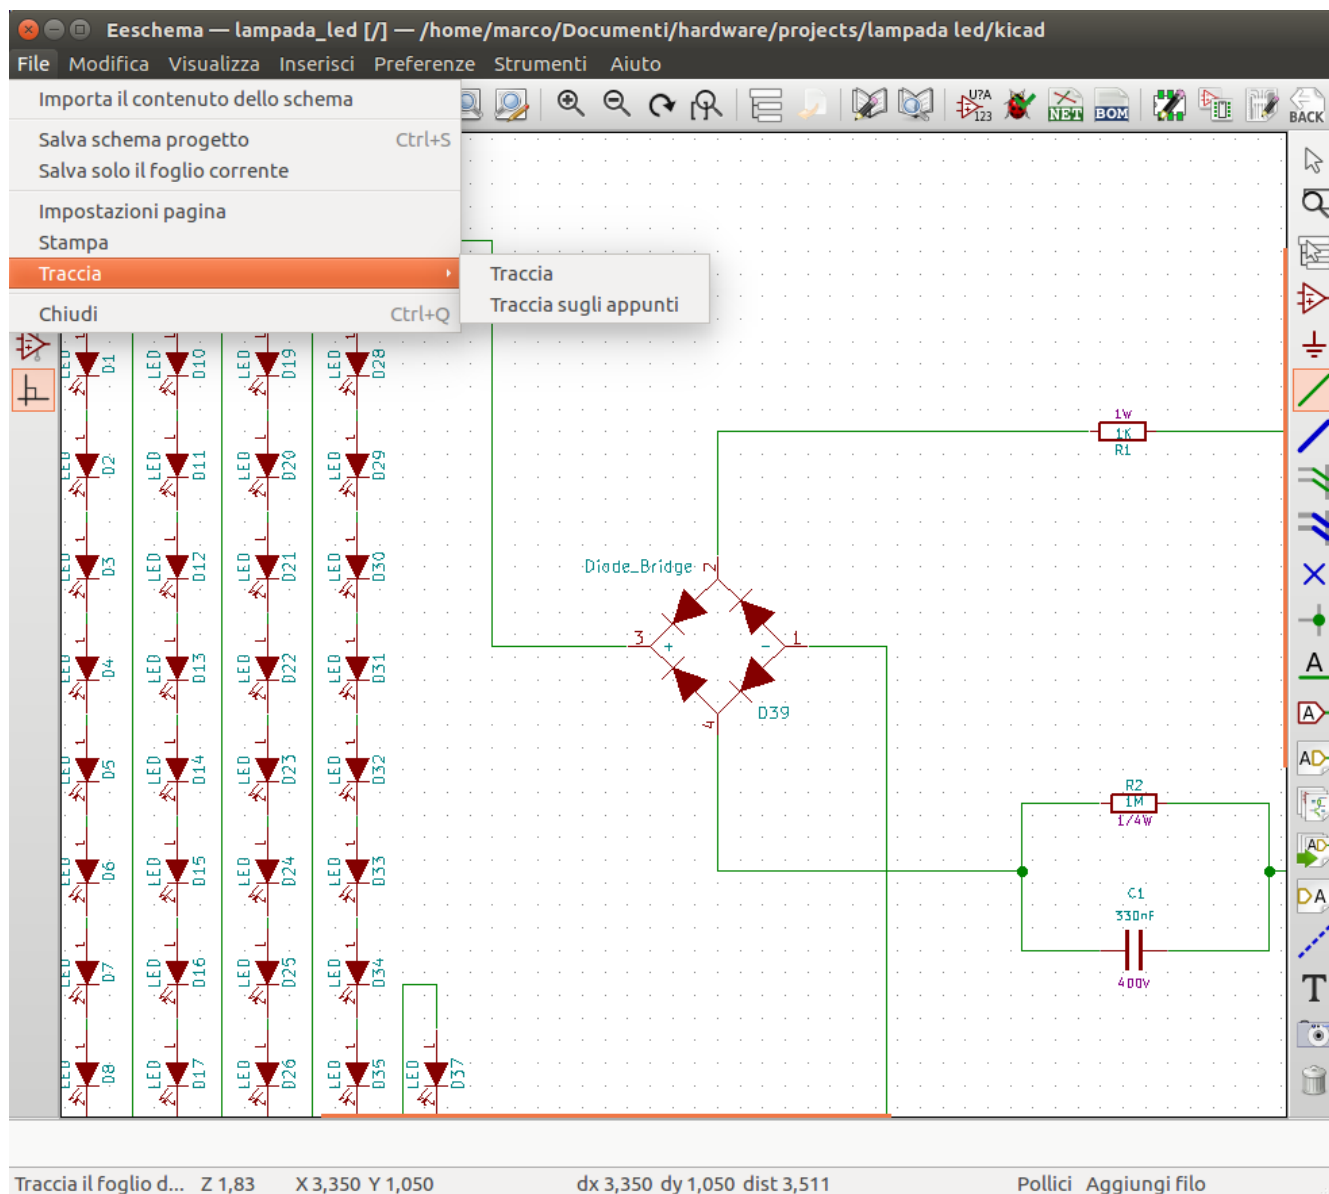 Eeschema — lampada_led [/] — /home/marco/Documenti/hardware/projects/lampada led/kicad
File Modifica Visualizza Inserisci Preferenze Strumenti Aiuto
Importa il contenuto dello schema
Salva schema progetto Ctrl+S
Salva solo il foglio corrente
Impostazioni pagina
Stampa
Traccia
Chiudi Ctrl+Q
Traccia
Traccia sugli appunti
U?A
123
NET
BOM
BACK
LED D1 LED D10 LED D19 LED D28
LED D2 LED D11 LED D20 LED D29
LED D3 LED D12 LED D21 LED D30
LED D4 LED D13 LED D22 LED D31
LED D5 LED D14 LED D23 LED D32
LED D6 LED D15 LED D24 LED D33
LED D7 LED D16 LED D25 LED D34
LED D8 LED D17 LED D26 LED D35 LED D37
1W
1K
R1
Diode_Bridge 2
3 + - 1
4
D39
R2
1M
1/4W
C1
330nF
400V
A
A
AD
AD
DA
T
Traccia il foglio d... Z 1,83 X 3,350 Y 1,050 dx 3,350 dy 1,050 dist 3,511 Pollici Aggiungi filo